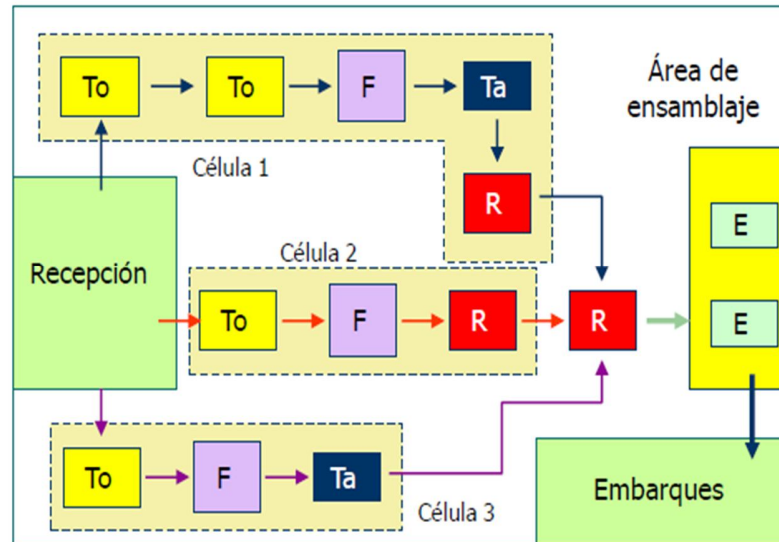 To
To
F
Ta
Área de
ensamblaje
Célula 1
R
E
Recepción
Célula 2
To
F
R
R
E
To
F
Ta
Célula 3
Embarques